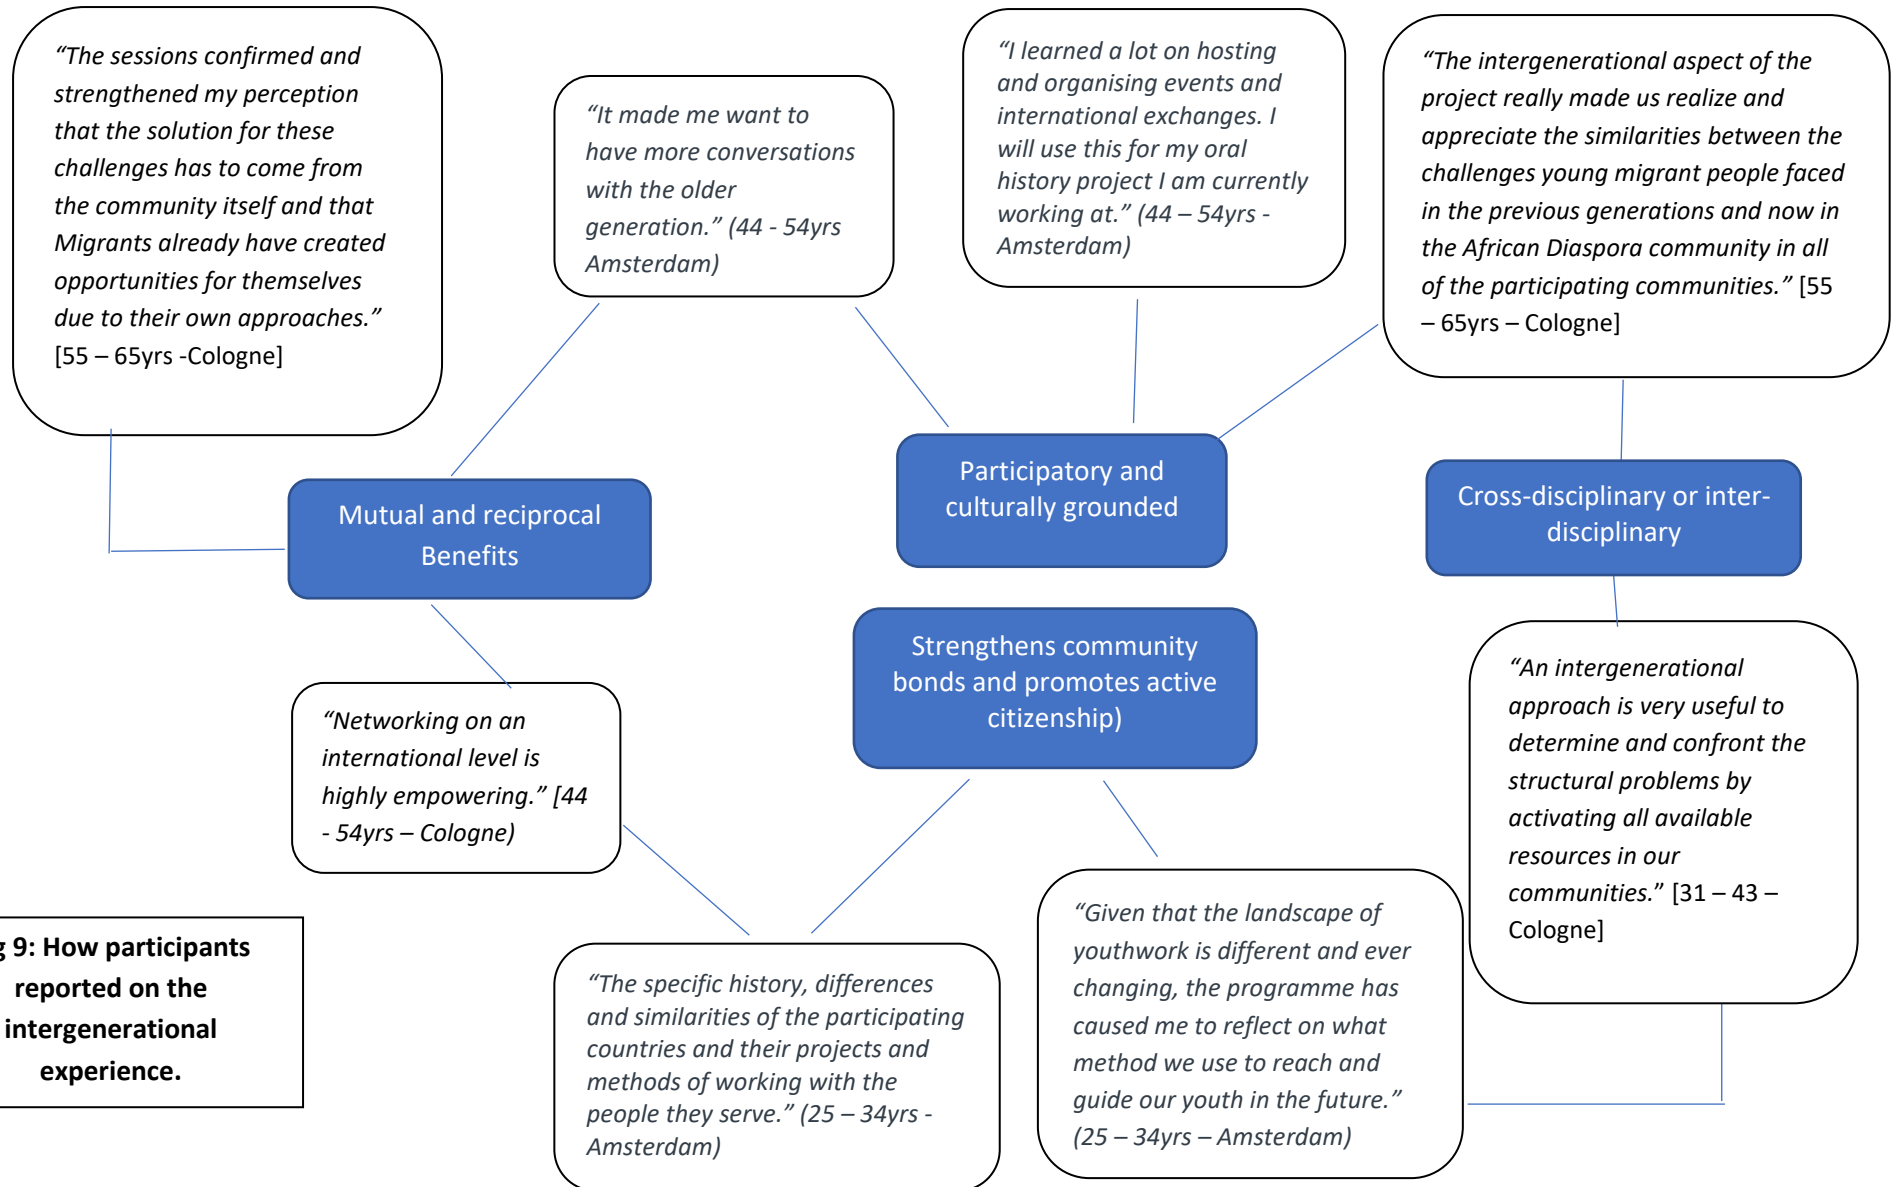 “The sessions confirmed and
strengthened my perception
that the solution for these
challenges has to come from
the community itself and that
Migrants already have created
opportunities for themselves
due to their own approaches.”
[55 – 65yrs -Cologne]
“It made me want to
have more conversations
with the older
generation.” (44 - 54yrs
Amsterdam)
“I learned a lot on hosting
and organising events and
international exchanges. I
will use this for my oral
history project I am currently
working at.” (44 – 54yrs -
Amsterdam)
“The intergenerational aspect of the
project really made us realize and
appreciate the similarities between the
challenges young migrant people faced
in the previous generations and now in
the African Diaspora community in all
of the participating communities.” [55
– 65yrs – Cologne]
Mutual and reciprocal
Benefits
Participatory and
culturally grounded
Cross-disciplinary or inter-
disciplinary
Strengthens community
bonds and promotes active
citizenship)
“Networking on an
international level is
highly empowering.” [44
- 54yrs – Cologne)
“An intergenerational
approach is very useful to
determine and confront the
structural problems by
activating all available
resources in our
communities.” [31 – 43 –
Cologne]
g 9: How participants
reported on the
intergenerational
experience.
“The specific history, differences
and similarities of the participating
countries and their projects and
methods of working with the
people they serve.” (25 – 34yrs -
Amsterdam)
“Given that the landscape of
youthwork is different and ever
changing, the programme has
caused me to reflect on what
method we use to reach and
guide our youth in the future.”
(25 – 34yrs – Amsterdam)